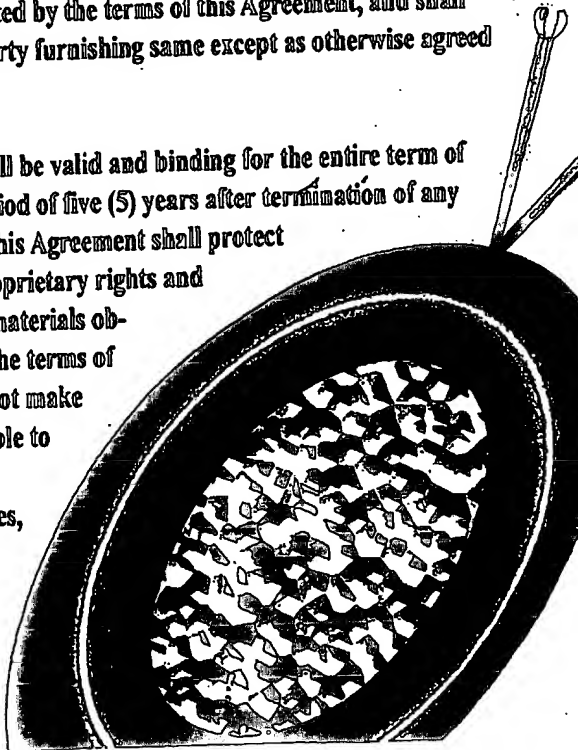 ted by the terms of this Agreement, and shall
rty furnishing same except as otherwise agreed
ll be valid and binding for the entire term of
iod of five (5) years after termination of any
his Agreement shall protect
oprietary rights and
materials ob-
he terms of
ot make
ble to
es,